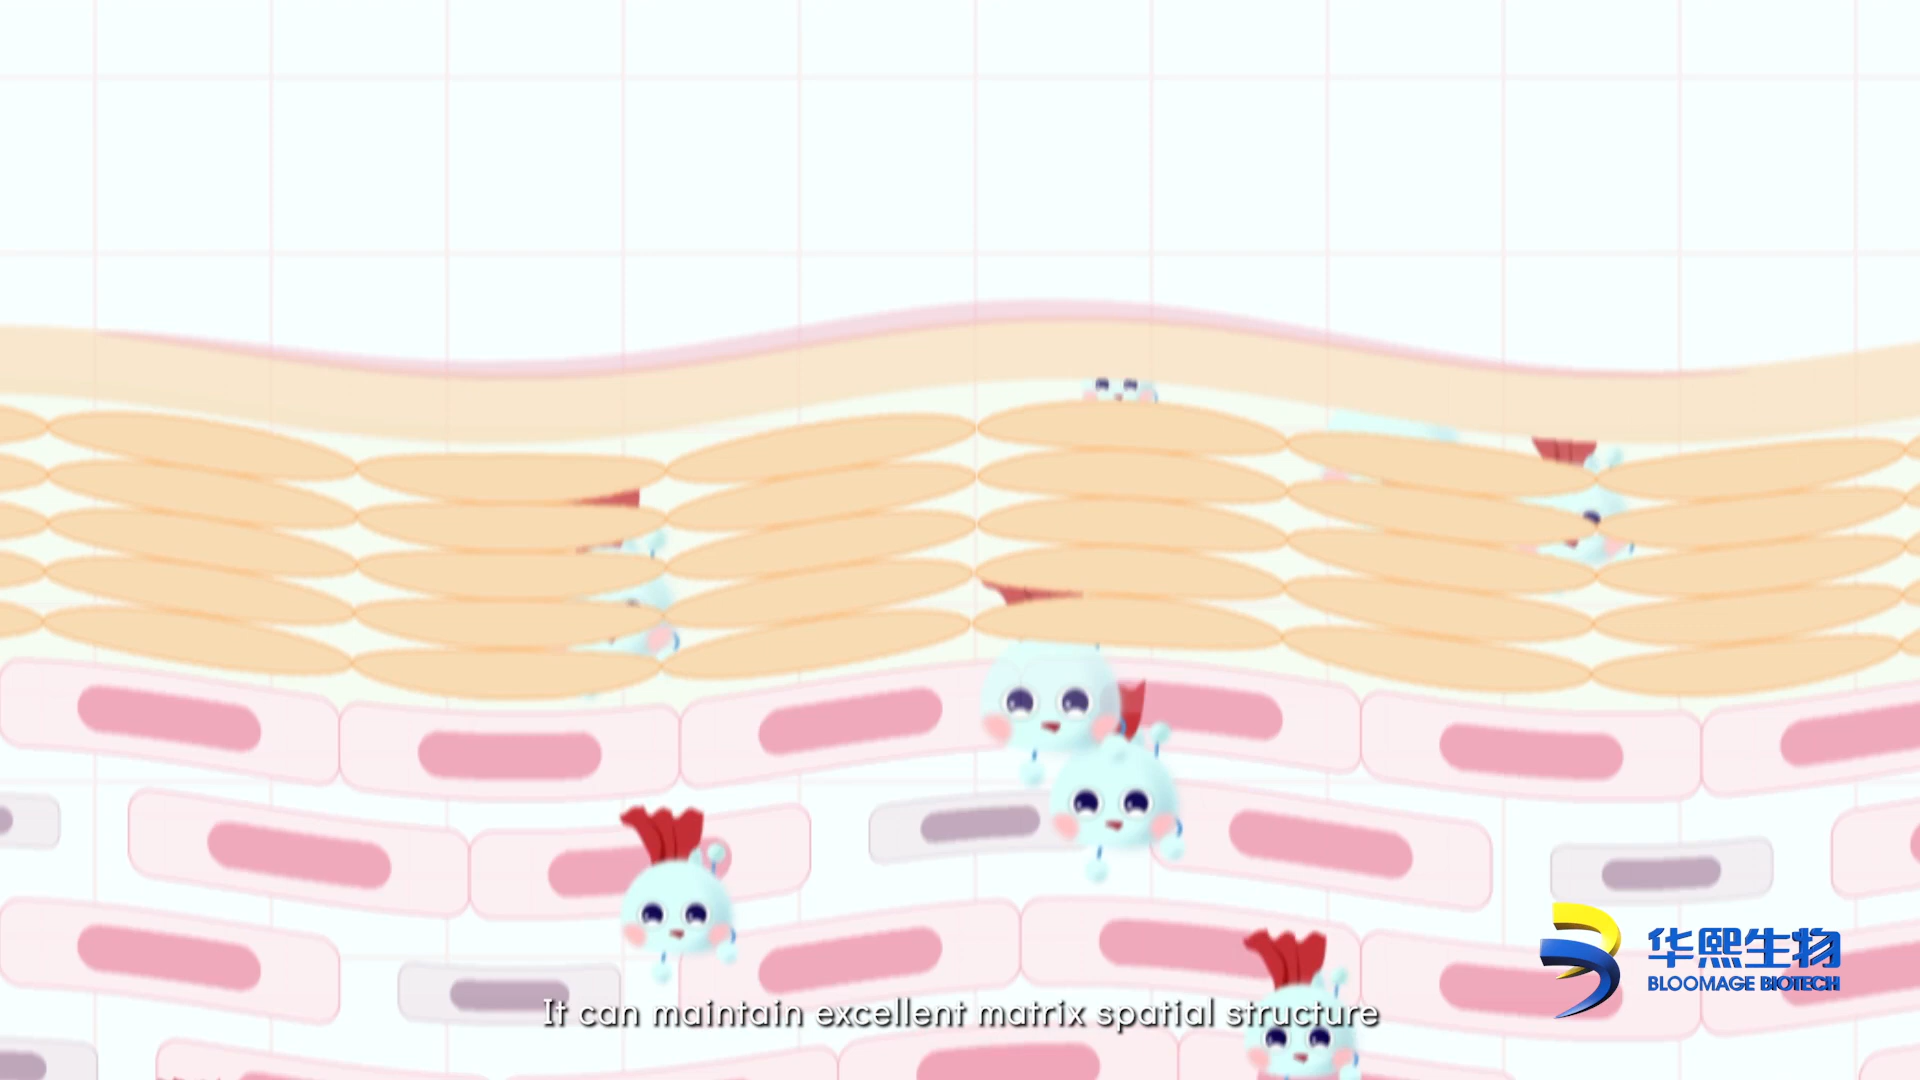 华熙生物
BLOOMAGE BIOTECH
It can maintain excellent matrix spatial structure